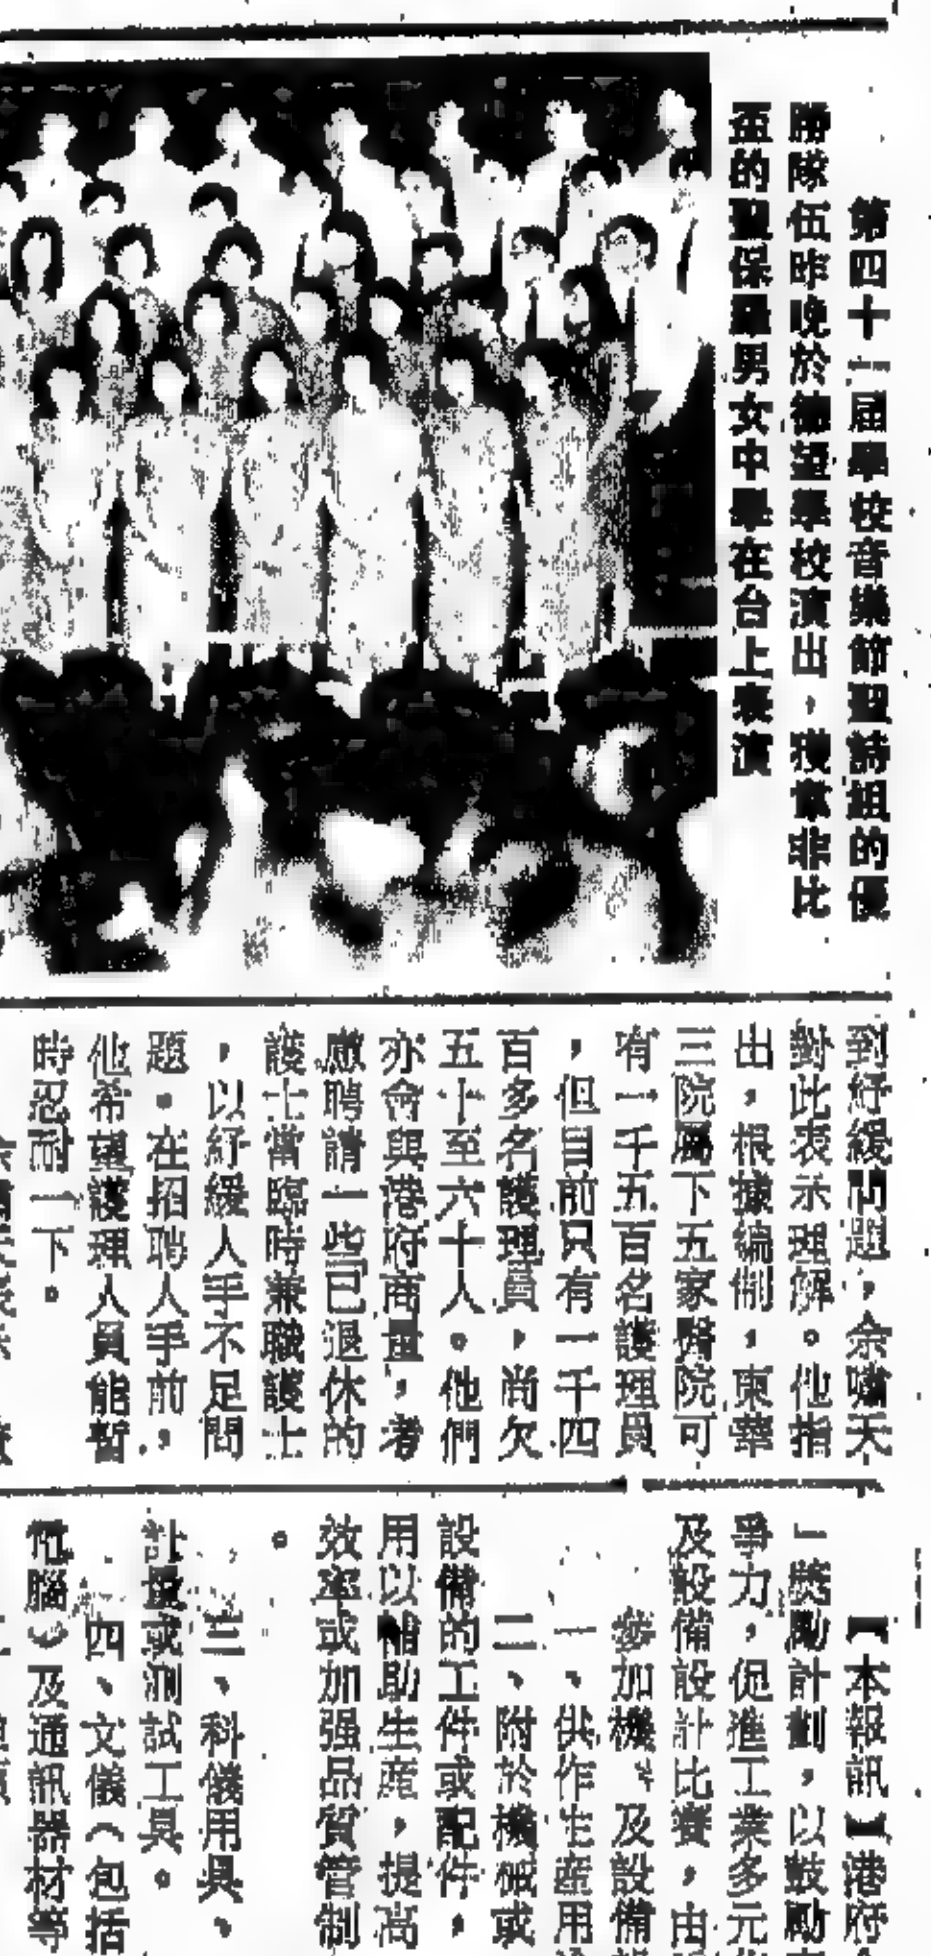 第四十一屆學校音樂節聖詩組的優
勝隊伍昨晚於德望學校演出，獲韋非比
盃的聖保羅男女中學在台上表演
到紓緩問題，余嘯天
對此表示理解。他指
出，根據編制，東華
三院屬下五家醫院可
有一千五百名護理員
，但目前只有一千四
百多名護理員，尚欠
五十至六十人。他們
亦會與港府商量，考
慮聘請一些已退休的
護士當臨時兼職護士
，以紓緩人手不足問
題。在招聘人手前，
他希望護理人員能暫
時忍耐一下。
【本報訊】港府
」獎勵計劃，以鼓勵
爭力，促進工業多元
及設備設計比賽，由
參加機 及設備
一、供作生產用
二、附於機械或
設備的工件或配件，
用以輔助生產，提高
效率或加强品質管制
。
三、科儀用具、
計量或測試工具。
四、文儀（包括
電腦）及通訊器材等